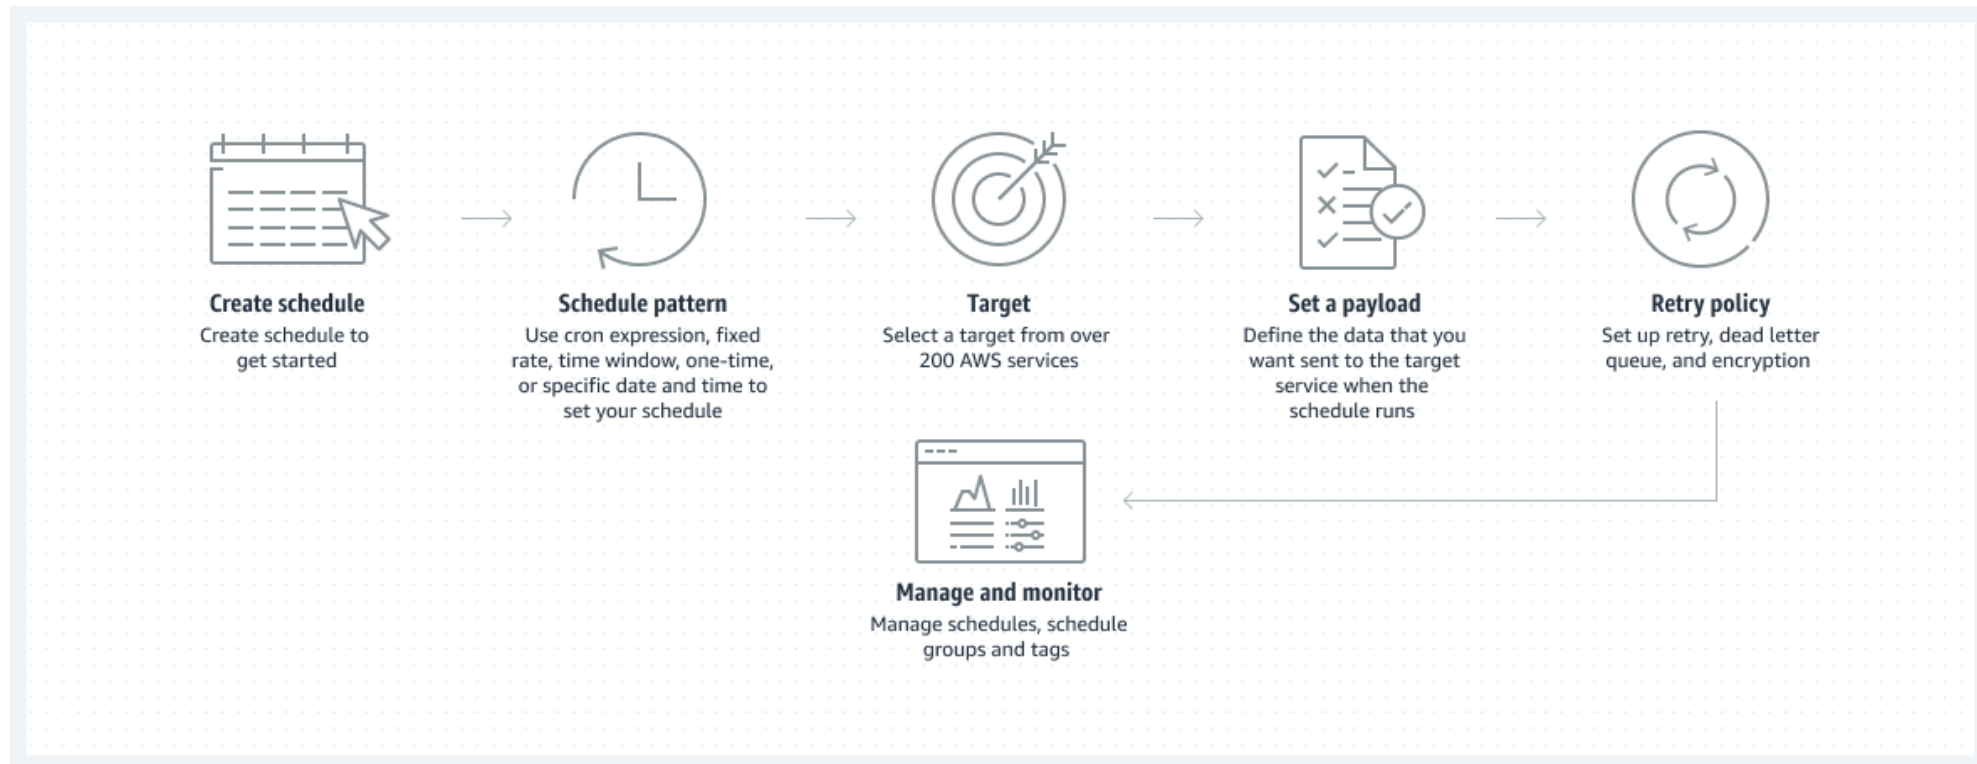 Create schedule
Create schedule to
get started
Schedule pattern
Use cron expression, fixed
rate, time window, one-time,
or specific date and time to
set your schedule
Target
Select a target from over
200 AWS services
Set a payload
Define the data that you
want sent to the target
service when the
schedule runs
Retry policy
Set up retry, dead letter
queue, and encryption
Manage and monitor
Manage schedules, schedule
groups and tags